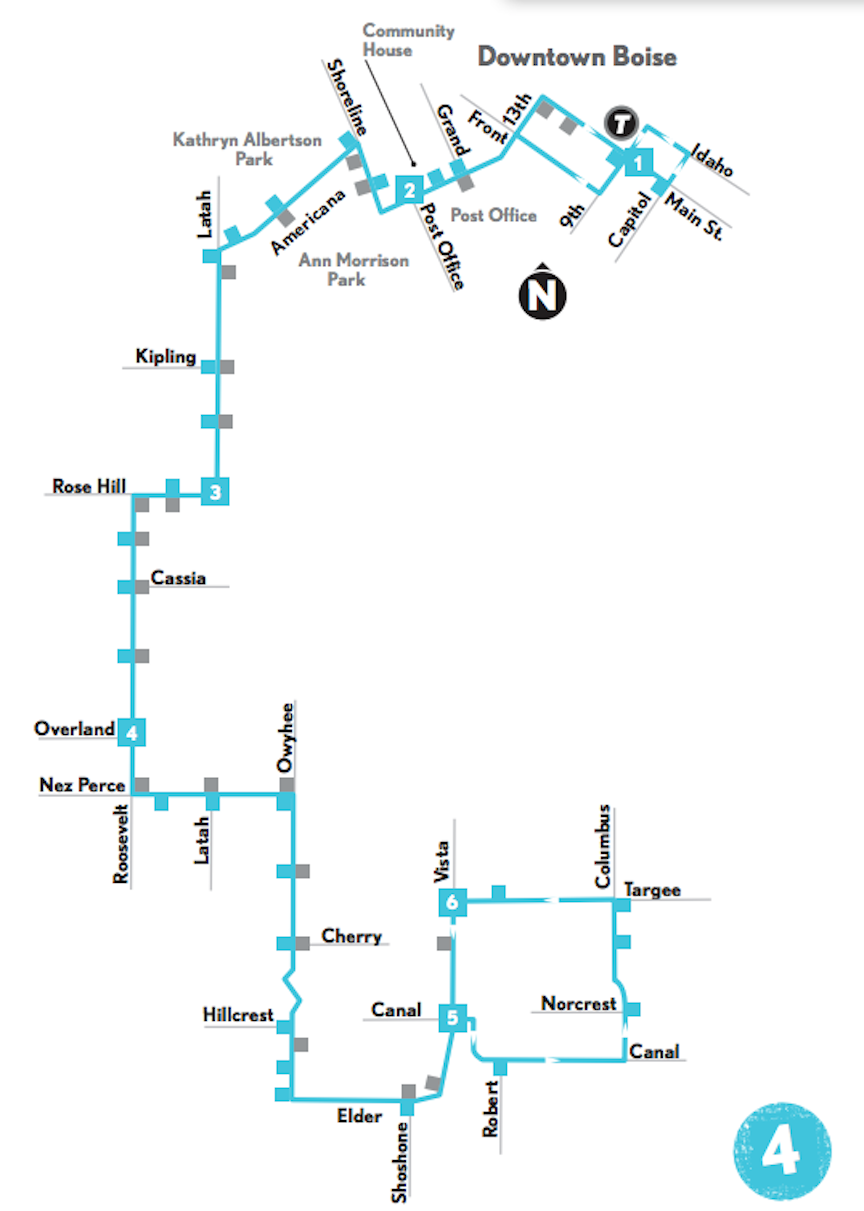 Community
House
Downtown Boise
Shoreline
13th
T
Grand
Front
Kathryn Albertson
Park
Idaho
1
2
Latah
Americana
Post Office
Post Office
9th
Capitol
Main St.
Ann Morrison
Park
N
Kipling
Rose Hill
3
Cassia
Overland
4
Owyhee
Nez Perce
Roosevelt
Latah
Vista
Columbus
6
Targee
Cherry
Hillcrest
Canal
5
Norcrest
Canal
Elder
Robert
Shoshone
4